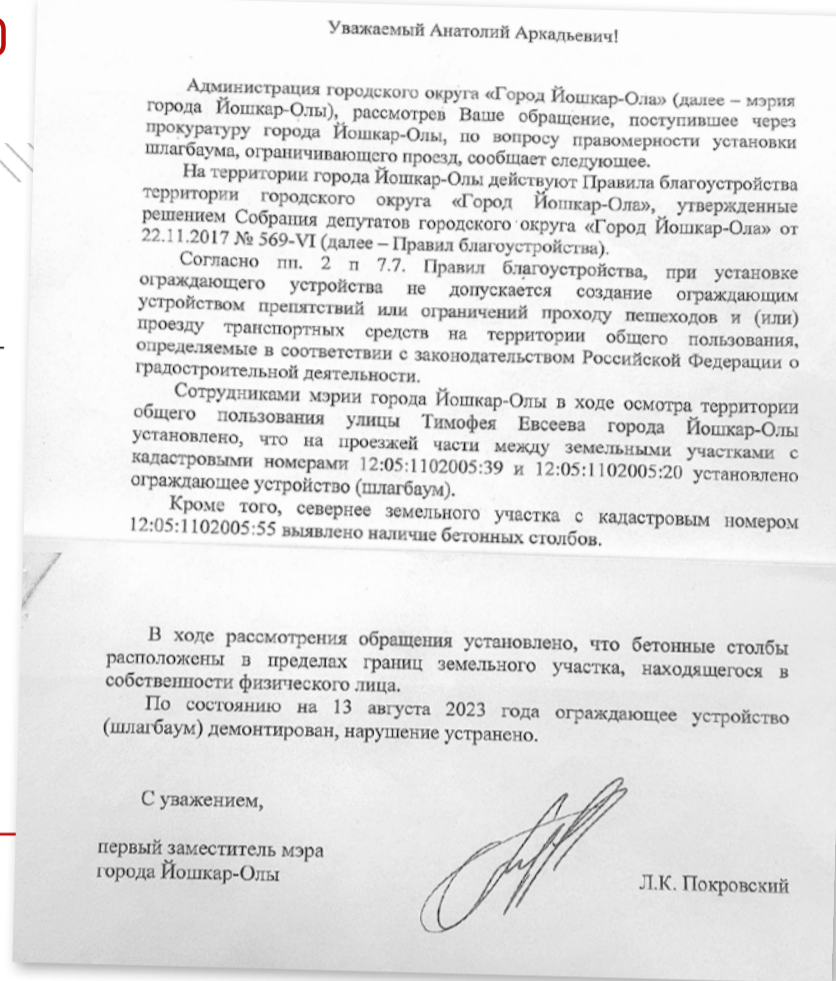 Уважаемый Анатолий Аркадьевич!
Администрация городского округа «Город Йошкар-Ола» (далее – мэрия
города Йошкар-Олы), рассмотрев Ваше обращение, поступившее через
прокуратуру города Йошкар-Олы, по вопросу правомерности установки
шлагбаума, ограничивающего проезд, сообщает следующее.
На территории города Йошкар-Олы действуют Правила благоустройства
территории городского округа «Город Йошкар-Ола», утвержденные
решением Собрания депутатов городского округа «Город Йошкар-Ола» от
22.11.2017 № 569-VI (далее – Правил благоустройства).
Согласно пп. 2 п 7.7. Правил благоустройства, при установке
ограждающего устройства не допускается создание ограждающим
устройством препятствий или ограничений проходу пешеходов и (или)
проезду транспортных средств на территории общего пользования,
определяемые в соответствии с законодательством Российской Федерации о
градостроительной деятельности.
Сотрудниками мэрии города Йошкар-Олы в ходе осмотра территории
общего пользования улицы Тимофея Евсеева города Йошкар-Олы
установлено, что на проезжей части между земельными участками с
кадастровыми номерами 12:05:1102005:39 и 12:05:1102005:20 установлено
ограждающее устройство (шлагбаум).
Кроме того, севернее земельного участка с кадастровым номером
12:05:1102005:55 выявлено наличие бетонных столбов.
В ходе рассмотрения обращения установлено, что бетонные столбы
расположены в пределах границ земельного участка, находящегося в
собственности физического лица.
По состоянию на 13 августа 2023 года ограждающее устройство
(шлагбаум) демонтирован, нарушение устранено.
С уважением,
первый заместитель мэра
города Йошкар-Олы
Л.К. Покровский